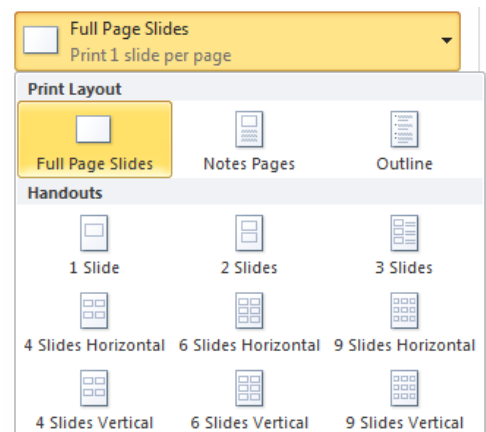 Full Page Slides
Print 1 slide per page
Print Layout
Full Page Slides Notes Pages Outline
Handouts
1 Slide 2 Slides 3 Slides
4 Slides Horizontal 6 Slides Horizontal 9 Slides Horizontal
4 Slides Vertical 6 Slides Vertical 9 Slides Vertical